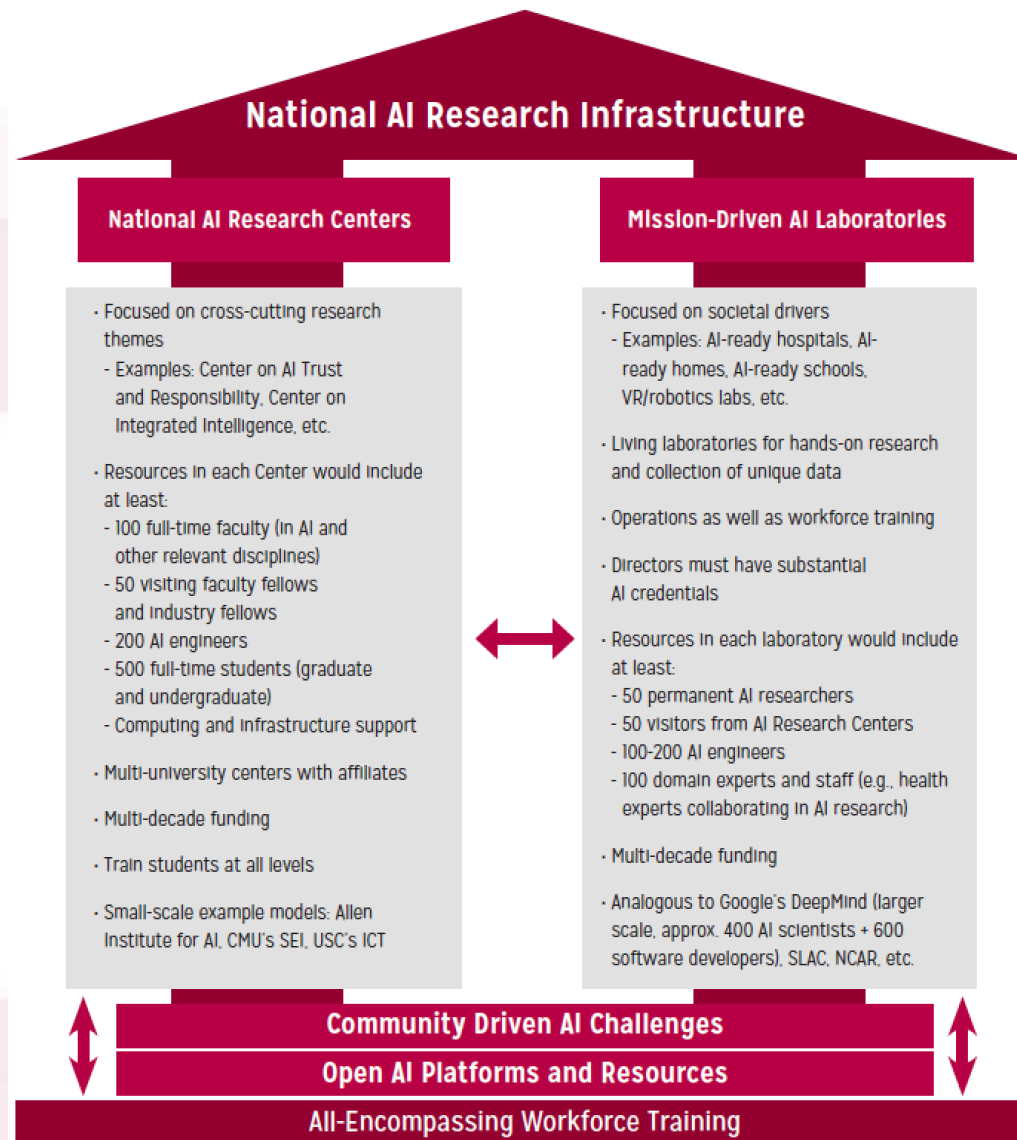 National AI Research Infrastructure
National AI Research Centers
· Focused on cross-cutting research
themes
- Examples: Center on AI Trust
and Responsibility, Center on
Integrated Intelligence, etc.
· Resources in each Center would include
at least:
- 100 full-time faculty (in AI and
other relevant disciplines)
- 50 visiting faculty fellows
and industry fellows
- 200 AI engineers
- 500 full-time students (graduate
and undergraduate)
- Computing and infrastructure support
· Multi-university centers with affiliates
· Multi-decade funding
· Train students at all levels
· Small-scale example models: Allen
Institute for AI, CMU's SEI, USC's ICT
Mission-Driven AI Laboratories
· Focused on societal drivers
- Examples: AI-ready hospitals, AI-
ready homes, AI-ready schools,
VR/robotics labs, etc.
· Living laboratories for hands-on research
and collection of unique data
· Operations as well as workforce training
· Directors must have substantial
AI credentials
· Resources in each laboratory would include
at least:
- 50 permanent AI researchers
- 50 visitors from AI Research Centers
- 100-200 AI engineers
- 100 domain experts and staff (e.g., health
experts collaborating in AI research)
· Multi-decade funding
· Analogous to Google's DeepMind (larger
scale, approx. 400 AI scientists + 600
software developers), SLAC, NCAR, etc.
Community Driven AI Challenges
Open AI Platforms and Resources
All-Encompassing Workforce Training